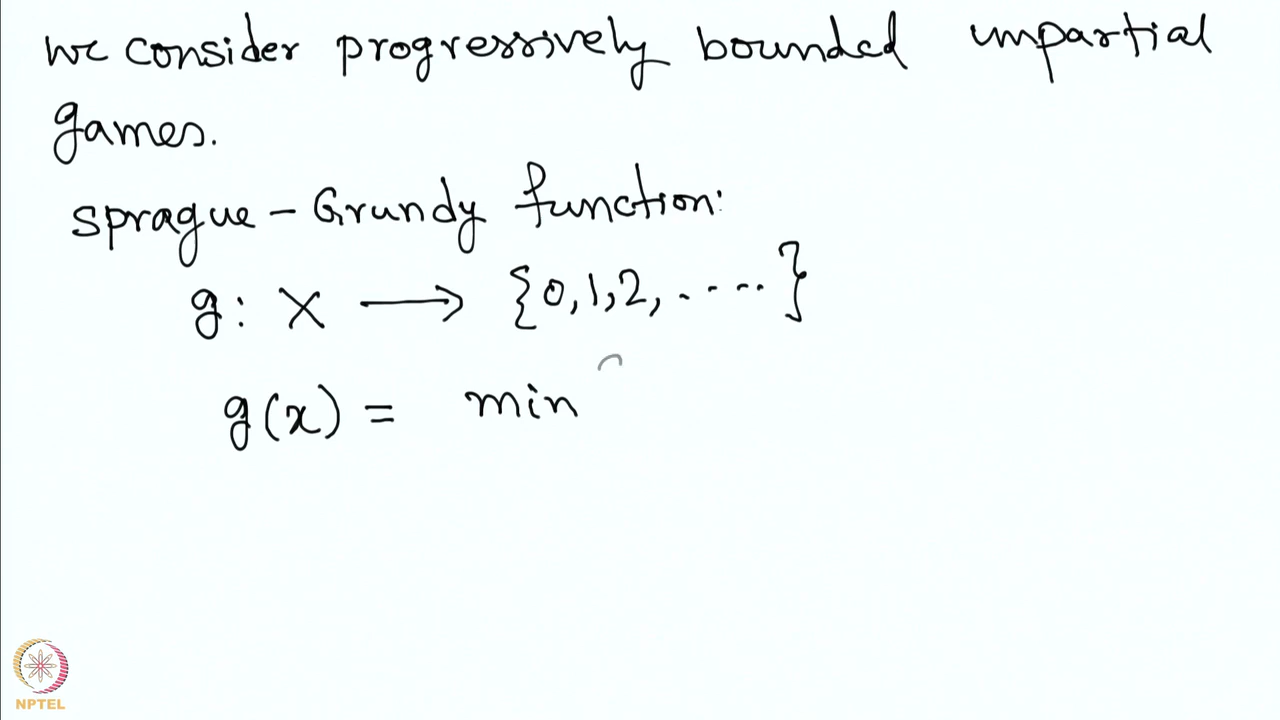 we consider progressively bounded impartial
games.
Sprague-Grundy function:
g: X ⟶ {0,1,2,.....}
g(x) = min
NPTEL